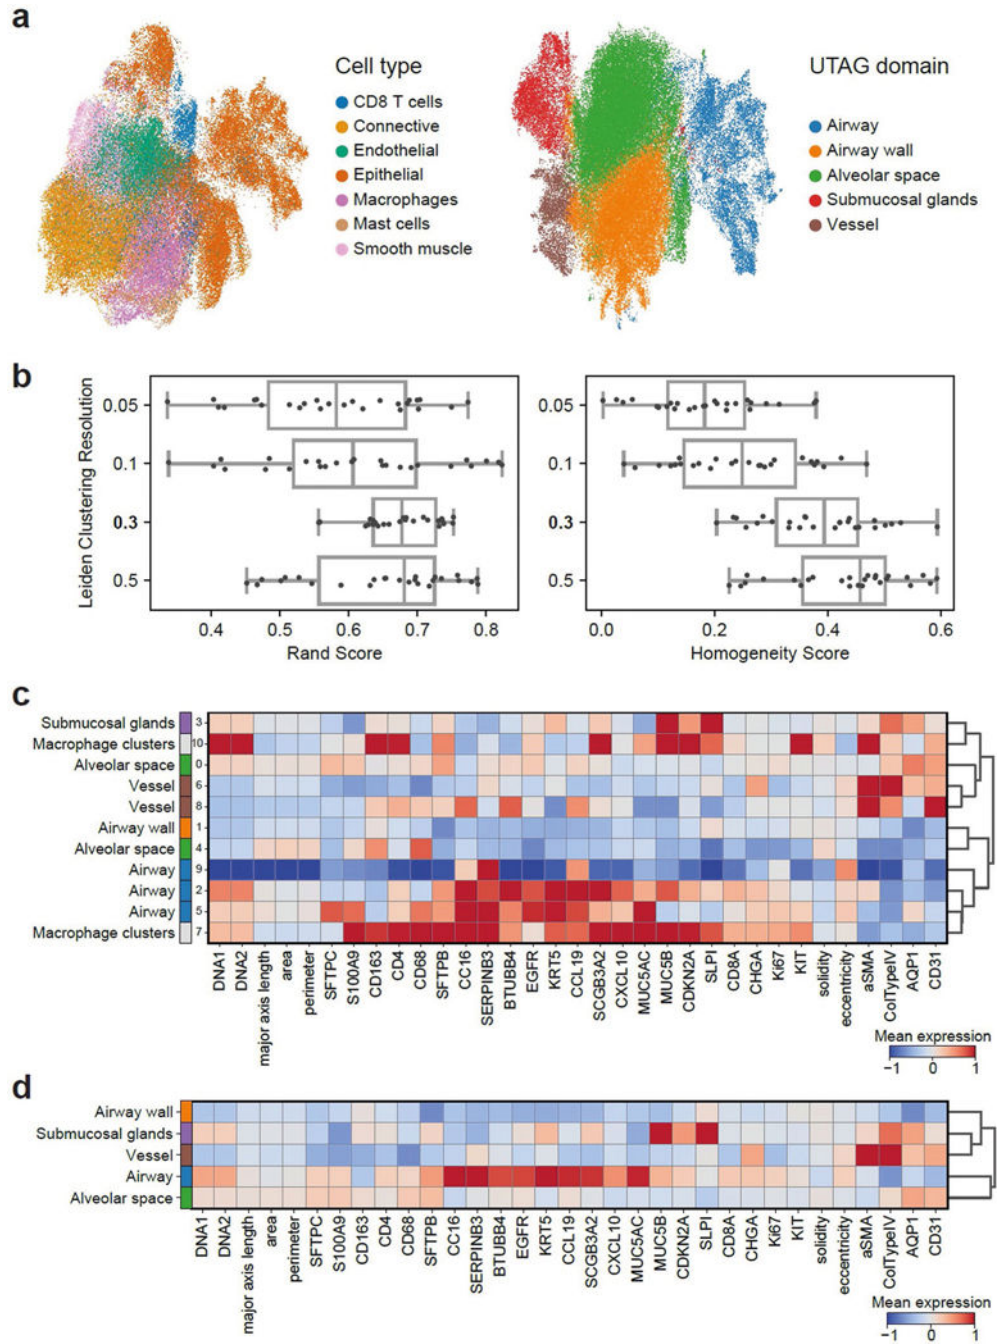 a
Cell type
CD8 T cells
Connective
Endothelial
Epithelial
Macrophages
Mast cells
Smooth muscle
UTAG domain
Airway
Airway wall
Alveolar space
Submucosal glands
Vessel
b
Leiden Clustering Resolution
0.05
0.1
0.3
0.5
0.4 0.5 0.6 0.7 0.8
Rand Score
0.05
0.1
0.3
0.5
0.0 0.2 0.4 0.6
Homogeneity Score
c
Submucosal glands 3
Macrophage clusters 10
Alveolar space 0
Vessel 6
Vessel 8
Airway wall 1
Alveolar space 4
Airway 9
Airway 2
Airway 5
Macrophage clusters 7
DNA1
DNA2
major axis length
area
perimeter
SFTPC
S100A9
CD163
CD4
CD68
SFTPB
CC16
SERPINB3
BTUBB4
EGFR
KRT5
CCL19
SCGB3A2
CXCL10
MUC5AC
MUC5B
CDKN2A
SLPI
CD8A
CHGA
Ki67
KIT
solidity
eccentricity
aSMA
ColTypeIV
AQP1
CD31
Mean expression
−1 0 1
d
Airway wall
Submucosal glands
Vessel
Airway
Alveolar space
DNA1
DNA2
major axis length
area
perimeter
SFTPC
S100A9
CD163
CD4
CD68
SFTPB
CC16
SERPINB3
BTUBB4
EGFR
KRT5
CCL19
SCGB3A2
CXCL10
MUC5AC
MUC5B
CDKN2A
SLPI
CD8A
CHGA
Ki67
KIT
solidity
eccentricity
aSMA
ColTypeIV
AQP1
CD31
Mean expression
−1 0 1